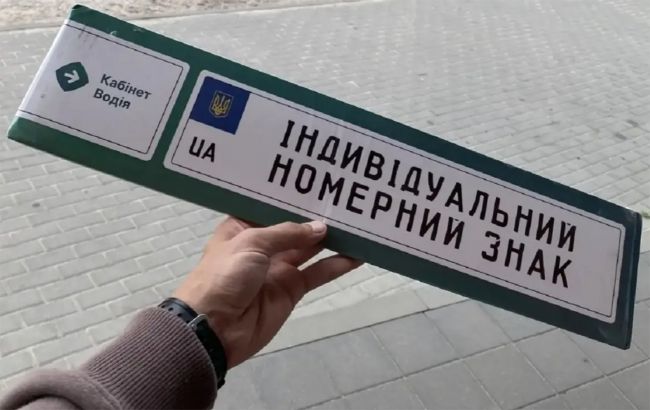 Кабінет
Водія
UA
ІНДИВІДУАЛЬНИЙ
НОМЕРНИЙ ЗНАК